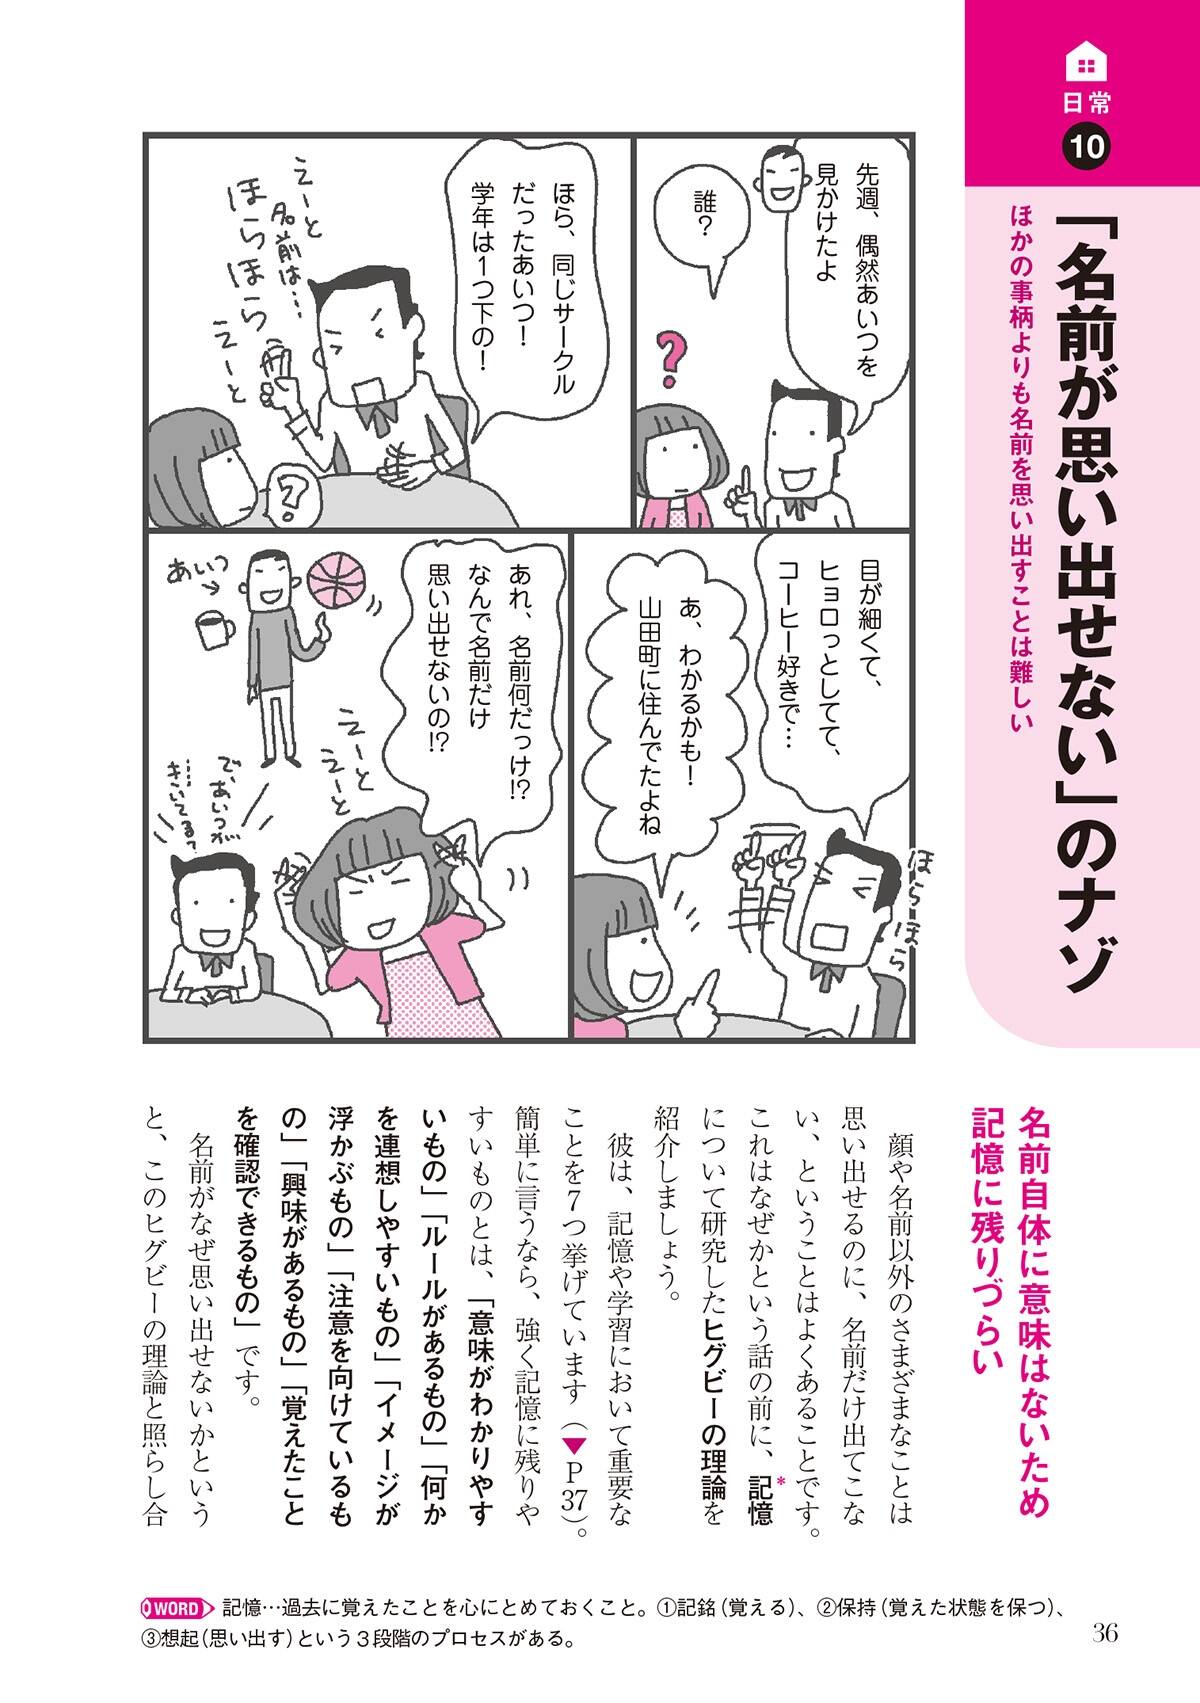 日常
10
「名前が思い出せない」のナゾ
ほかの事柄よりも名前を思い出すことは難しい
先週、偶然あいつを
見かけたよ
誰?
?
ほら、同じサークル
だったあいつ!
学年は1つ下の!
えーと
名前は…
ほらほら
えーと
?
目が細くて、
ヒョロっとしてて、
コーヒー好きで…
ほらほら
あ、わかるかも!
山田町に住んでたよね
あれ、名前何だっけ!?
なんで名前だけ
思い出せないの!?
えーと
えーと
あいつ
で、あいつが
……きいてる?
名前自体に意味はないため
記憶に残りづらい
顔や名前以外のさまざまなことは
思い出せるのに、名前だけ出てこな
い、ということはよくあることです。
これはなぜかという話の前に、記憶*
について研究したヒグビーの理論を
紹介しましょう。
彼は、記憶や学習において重要な
ことを7つ挙げています(▼P37)。
簡単に言うなら、強く記憶に残りや
すいものとは、「意味がわかりやす
いもの」「ルールがあるもの」「何か
を連想しやすいもの」「イメージが
浮かぶもの」「注意を向けているも
の」「興味があるもの」「覚えたこと
を確認できるもの」です。
名前がなぜ思い出せないかという
と、このヒグビーの理論と照らし合
WORD 記憶…過去に覚えたことを心にとめておくこと。①記銘(覚える)、②保持(覚えた状態を保つ)、
③想起(思い出す)という3段階のプロセスがある。
36